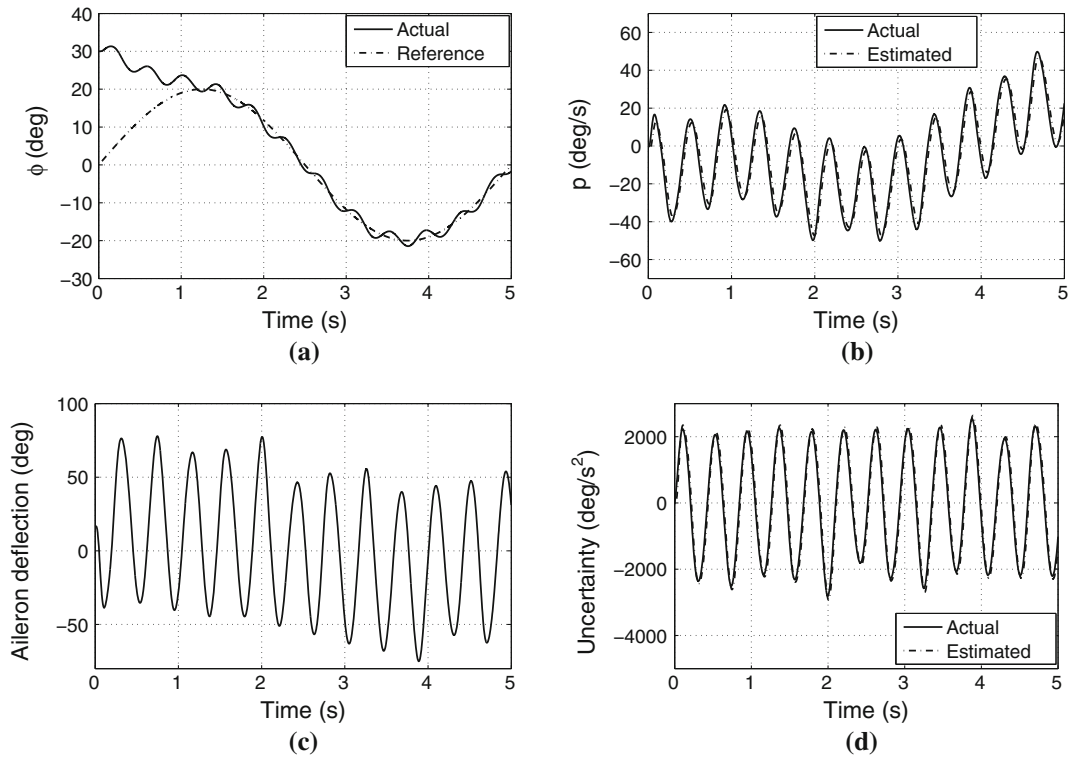 40
30
20
10
0
−10
−20
−30
φ (deg)
Actual
Reference
0 1 2 3 4 5
Time (s)
(a)
60
40
20
0
−20
−40
−60
p (deg/s)
Actual
Estimated
0 1 2 3 4 5
Time (s)
(b)
100
50
0
−50
Aileron deflection (deg)
0 1 2 3 4 5
Time (s)
(c)
2000
0
−2000
−4000
Uncertainty (deg/s²)
Actual
Estimated
0 1 2 3 4 5
Time (s)
(d)